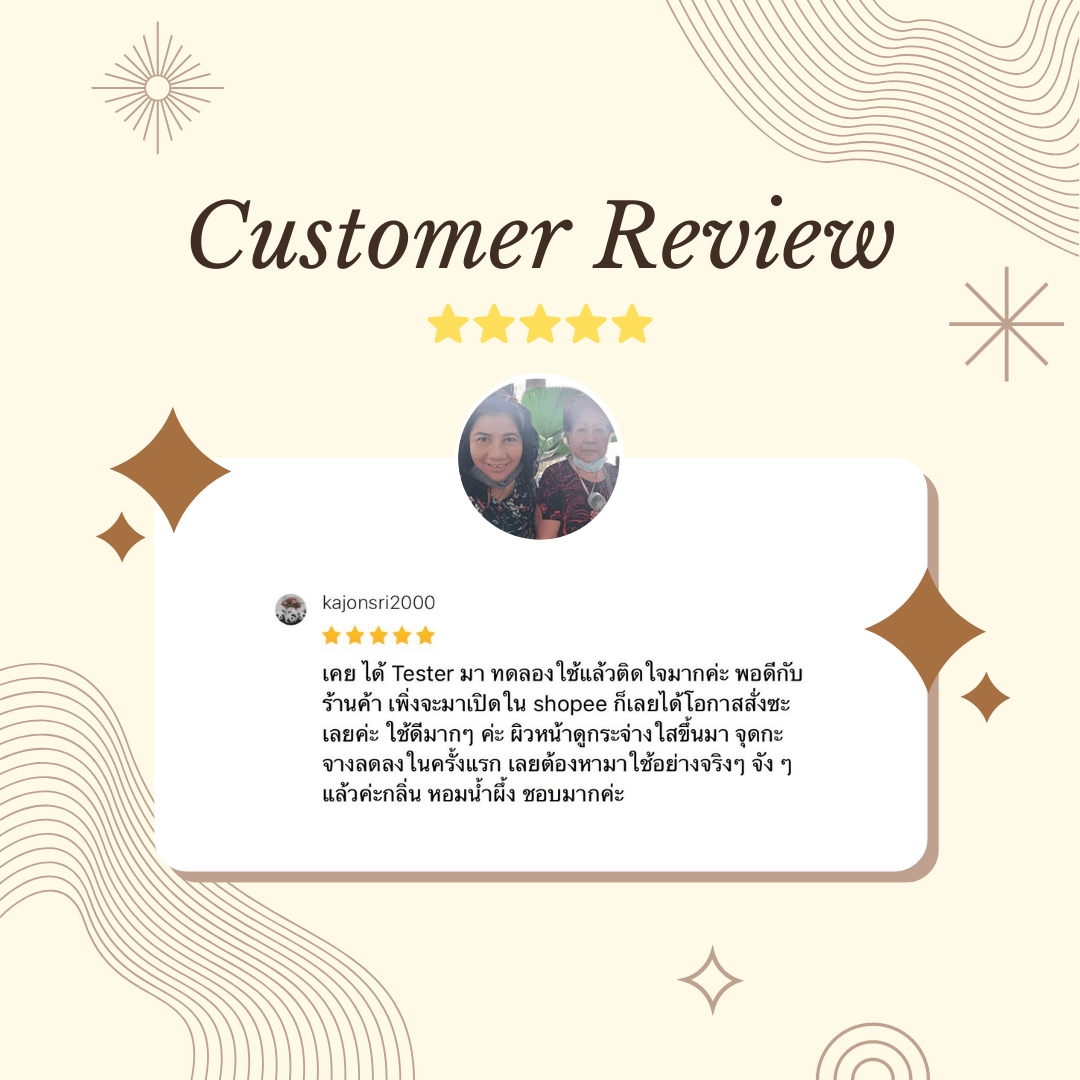 Customer Review
kajonsri2000
เคย ได้ Tester มา ทดลองใช้แล้วติดใจมากค่ะ พอดีกับ
ร้านค้า เพิ่งจะมาเปิดใน shopee ก็เลยได้โอกาสสั่งซะ
เลยค่ะ ใช้ดีมากๆ ค่ะ ผิวหน้าดูกระจ่างใสขึ้นมา จุดกะ
จางลดลงในครั้งแรก เลยต้องหามาใช้อย่างจริงๆ จัง ๆ
แล้วค่ะกลิ่น หอมน้ำผึ้ง ชอบมากค่ะ